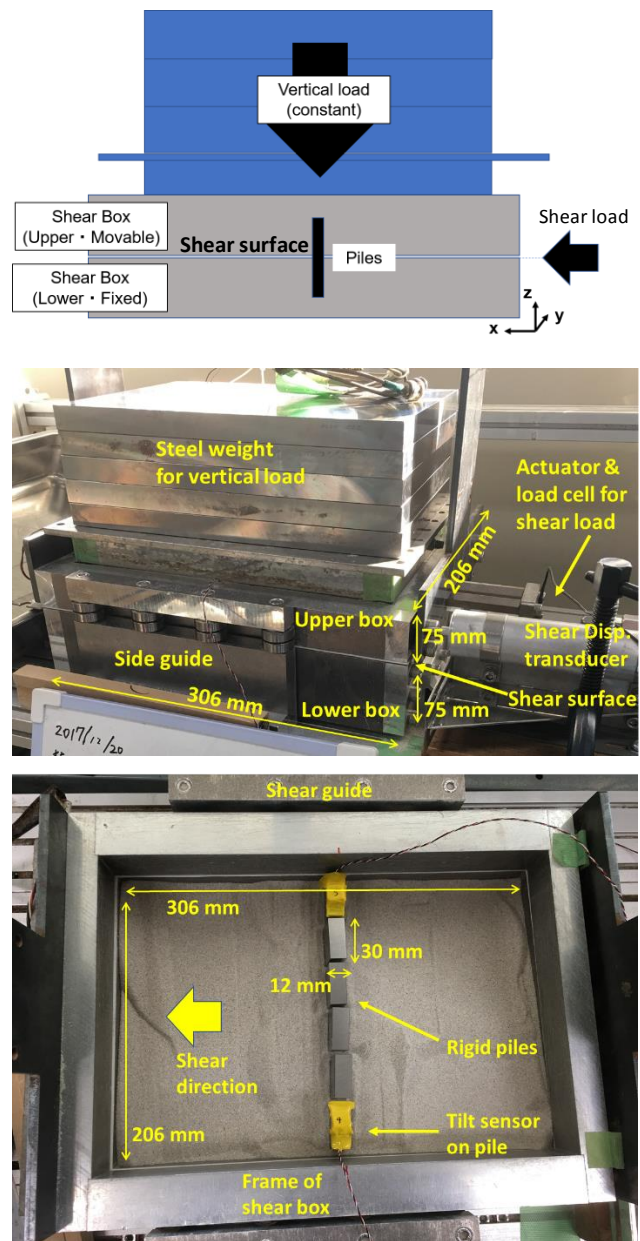 Vertical load
(constant)
Shear Box
(Upper・Movable)
Shear surface
Piles
Shear load
Shear Box
(Lower・Fixed)
z
y
x
Steel weight
for vertical load
Actuator &
load cell for
shear load
206 mm
Upper box
75 mm
Shear Disp.
transducer
Side guide
Shear surface
306 mm
Lower box
75 mm
2017/12/20
Shear guide
306 mm
30 mm
12 mm
Rigid piles
Shear
direction
206 mm
Tilt sensor
on pile
Frame of
shear box